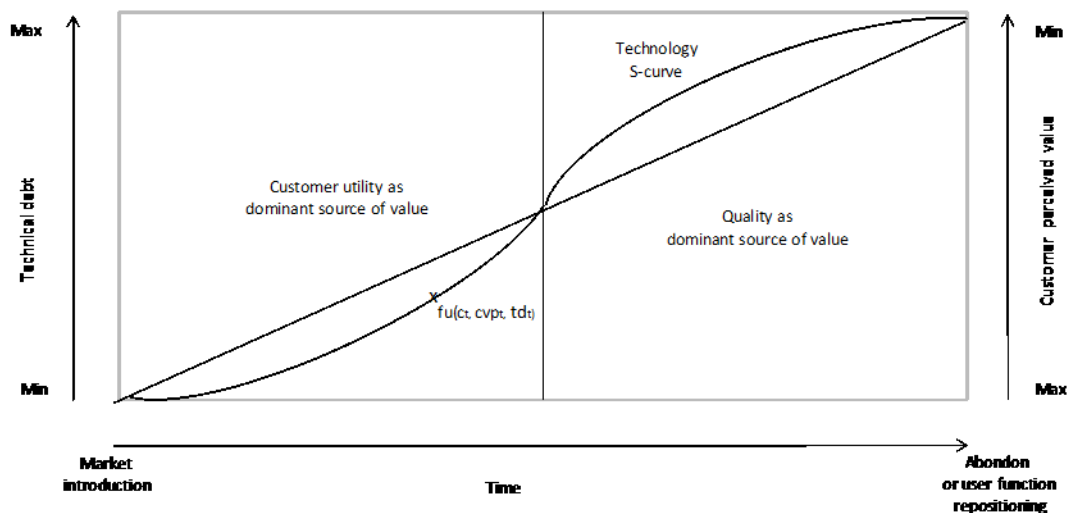 Max
Technical debt
Min
Technology
S-curve
Customer utility as
dominant source of value
Quality as
dominant source of value
x
fu(ct, cvpt, tdt)
Min
Customer perceived value
Max
Market
introduction
Time
Abondon
or user function
repositioning